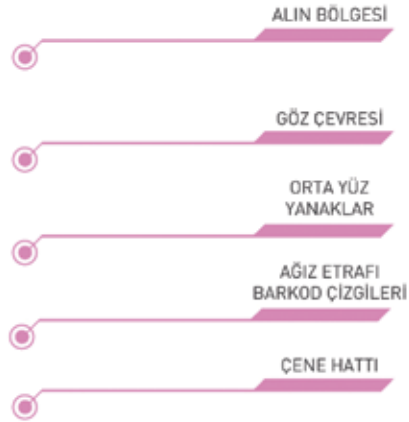 ALIN BÖLGESİ
GÖZ ÇEVRESİ
ORTA YÜZ
YANAKLAR
AĞIZ ETRAFI
BARKOD ÇİZGİLERİ
ÇENE HATTI